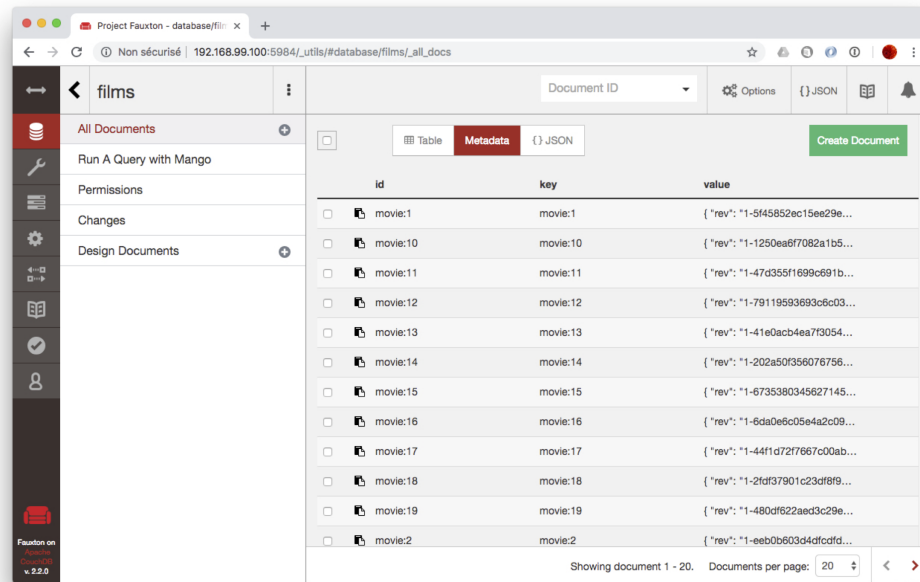 Project Fauxton - database/film
Non sécurisé | 192.168.99.100:5984/_utils/#database/films/_all_docs
films
Document ID
Options
{} JSON
All Documents
Run A Query with Mango
Permissions
Changes
Design Documents
Table
Metadata
{} JSON
Create Document
id key value
movie:1 movie:1 { "rev": "1-5f45852ec15ee29e...
movie:10 movie:10 { "rev": "1-1250ea6f7082a1b5...
movie:11 movie:11 { "rev": "1-47d355f1699c691b...
movie:12 movie:12 { "rev": "1-79119593693c6c03...
movie:13 movie:13 { "rev": "1-41e0acb4ea7f3054...
movie:14 movie:14 { "rev": "1-202a50f356076756...
movie:15 movie:15 { "rev": "1-6735380345627145...
movie:16 movie:16 { "rev": "1-6da0e6c05e4a2c09...
movie:17 movie:17 { "rev": "1-44f1d72f7667c00ab...
movie:18 movie:18 { "rev": "1-2fdf37901c23df8f9...
movie:19 movie:19 { "rev": "1-480df622aed3c29e...
movie:2 movie:2 { "rev": "1-eeb0b603d4dfcdfd...
Fauxton on
Apache
CouchDB
v. 2.2.0
Showing document 1 - 20. Documents per page: 20